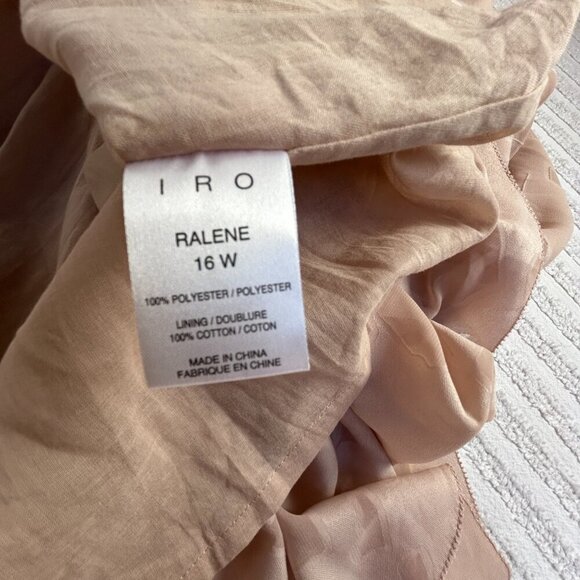 I R O
RALENE
16 W
100% POLYESTER / POLYESTER
LINING / DOUBLURE
100% COTTON / COTON
MADE IN CHINA
FABRIQUE EN CHINE